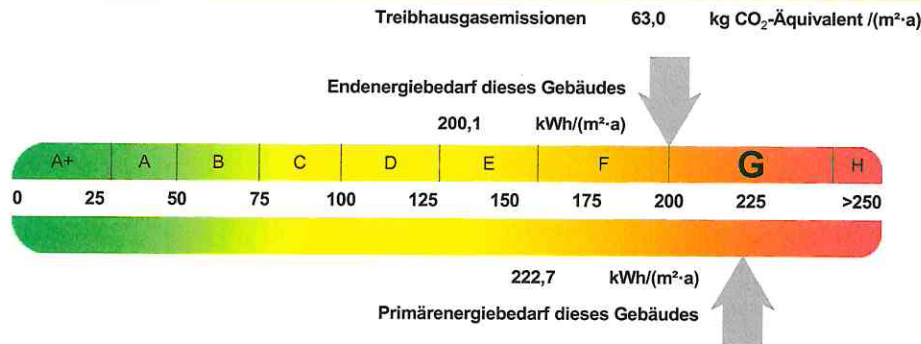 Treibhausgasemissionen 63,0 kg CO₂-Äquivalent /(m²·a)
Endenergiebedarf dieses Gebäudes
200,1 kWh/(m²·a)
A+ A B C D E F G H
0 25 50 75 100 125 150 175 200 225 >250
222,7 kWh/(m²·a)
Primärenergiebedarf dieses Gebäudes